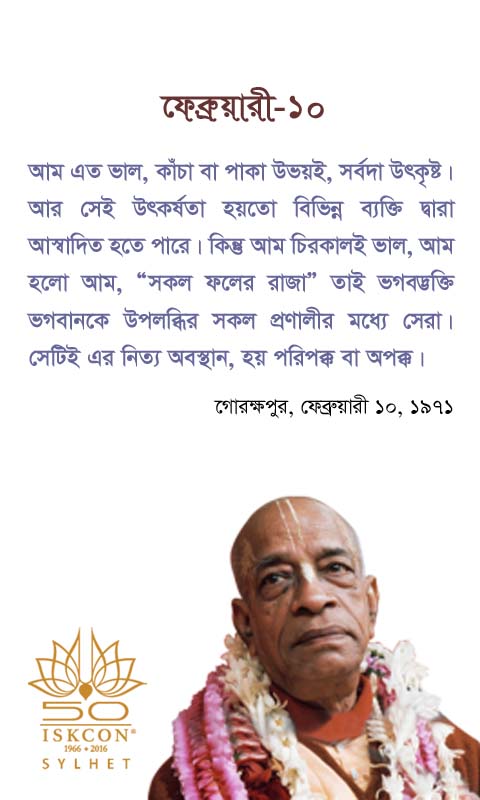 ফেব্রুয়ারী-১০
আম এত ভাল, কাঁচা বা পাকা উভয়ই, সর্বদা উৎকৃষ্ট।
আর সেই উৎকর্ষতা হয়তো বিভিন্ন ব্যক্তি দ্বারা
আস্বাদিত হতে পারে। কিন্তু আম চিরকালই ভাল, আম
হলো আম, “সকল ফলের রাজা” তাই ভগবদ্ভক্তি
ভগবানকে উপলব্ধির সকল প্রণালীর মধ্যে সেরা।
সেটিই এর নিত্য অবস্থান, হয় পরিপক্ক বা অপক্ক।
গোরক্ষপুর, ফেব্রুয়ারী ১০, ১৯৭১
50
ISKCON®
1966 • 2016
SYLHET